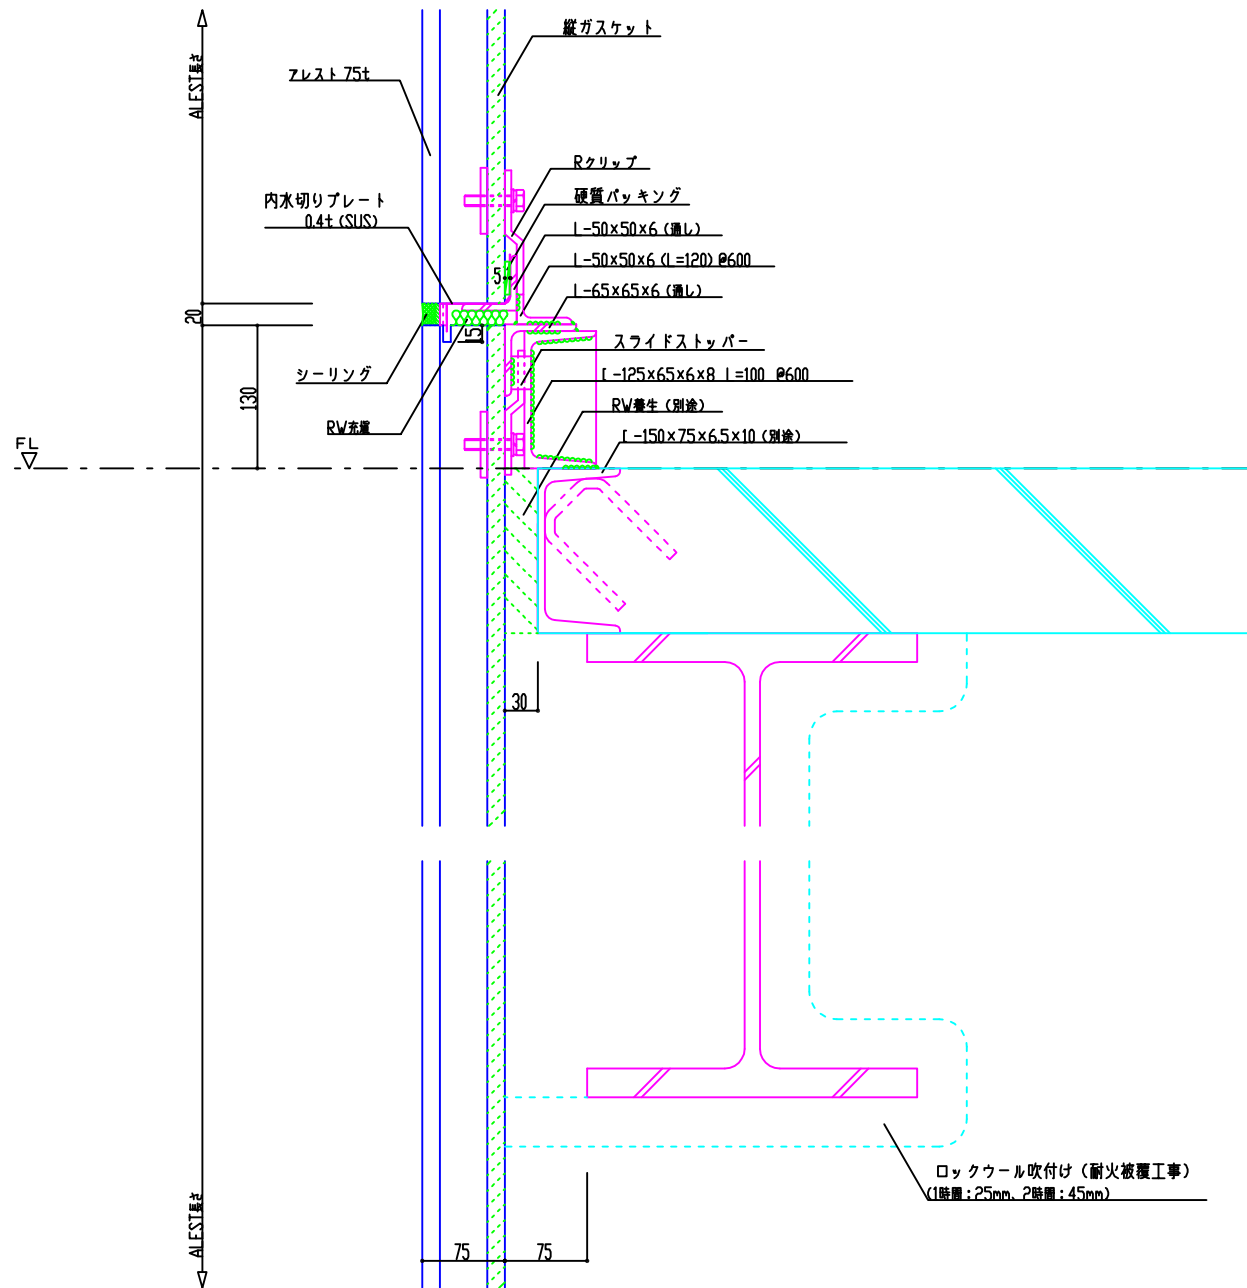 縦ガスケット
アレスト 75t
ALEST長さ
Rクリップ
硬質パッキング
内水切りプレート
0.4t (SUS)
L-50×50×6 (通し)
L-50×50×6 (L=120) @600
5
L-65×65×6 (通し)
20
15
スライドストッパー
シーリング
[-125×65×6×8 L=100 @600
130
RW養生 (別途)
RW充填
[-150×75×6.5×10 (別途)
FL
30
ロックウール吹付け (耐火被覆工事)
(1時間:25mm、2時間:45mm)
ALEST長さ
75
75